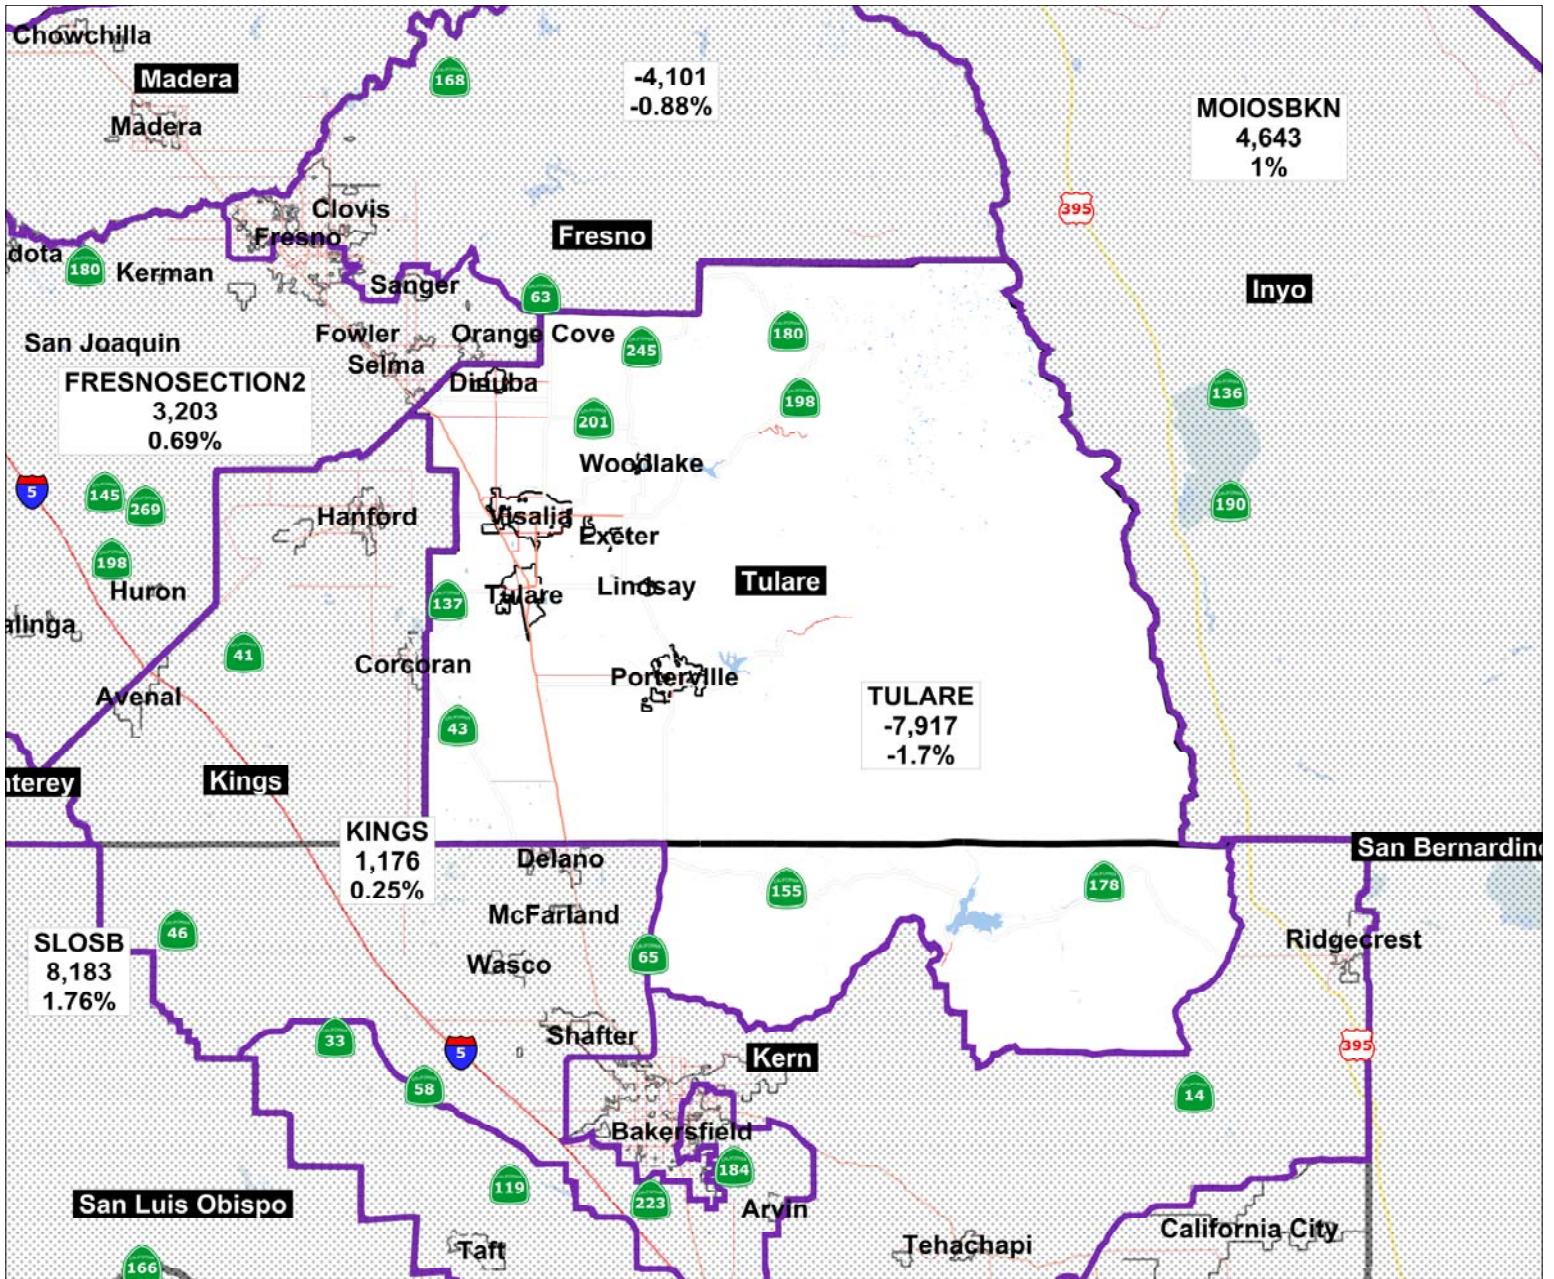 Chowchilla
Madera
Madera
168
-4,101
-0.88%
MOIOSBKN
4,643
1%
395
Clovis
Fresno
Fresno
dota
180
Kerman
Sanger
63
Inyo
San Joaquin
Fowler
Orange Cove
Selma
245
180
FRESNOSECTION2
3,203
0.69%
Dinuba
201
198
136
Woodlake
5
145
269
Hanford
Visalia
Exeter
190
198
Huron
137
Tulare
Lindsay
Tulare
alinga
41
Corcoran
Porterville
Avenal
43
TULARE
-7,917
-1.7%
nterey
Kings
KINGS
1,176
0.25%
Delano
San Bernardino
155
178
McFarland
46
SLOSB
8,183
1.76%
Wasco
65
Ridgecrest
33
5
Shafter
Kern
395
58
14
Bakersfield
184
119
223
San Luis Obispo
Arvin
Taft
Tehachapi
California City
166